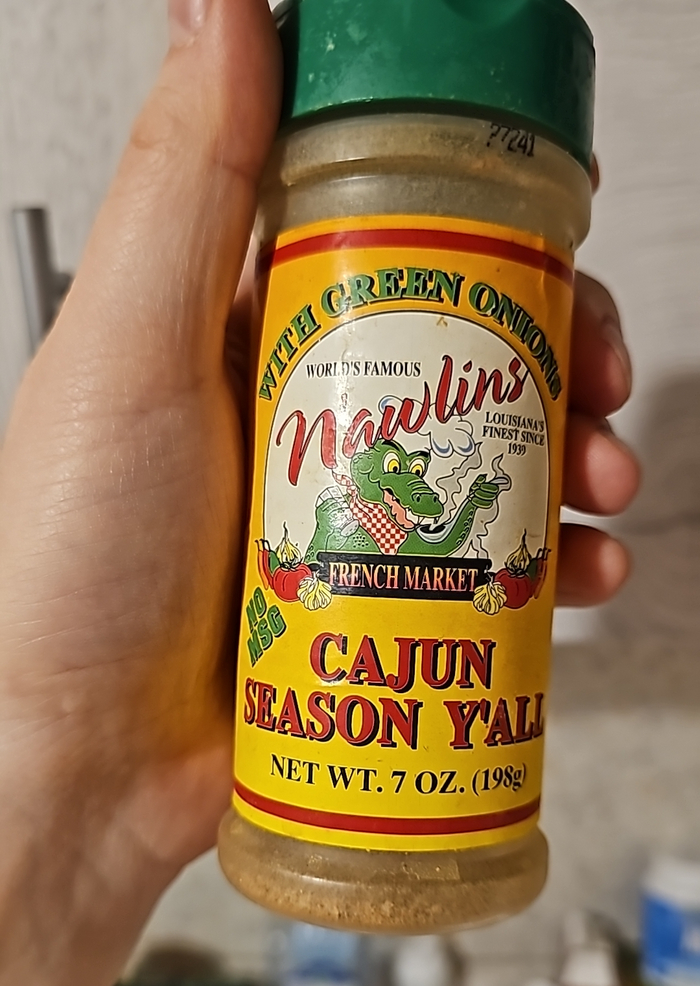 77241
WITH GREEN ONIONS
WORLD'S FAMOUS
Nawlins
LOUISIANA'S
FINEST SINCE
1939
FRENCH MARKET
NO
MSG
CAJUN
SEASON Y'ALL
NET WT. 7 OZ. (198g)